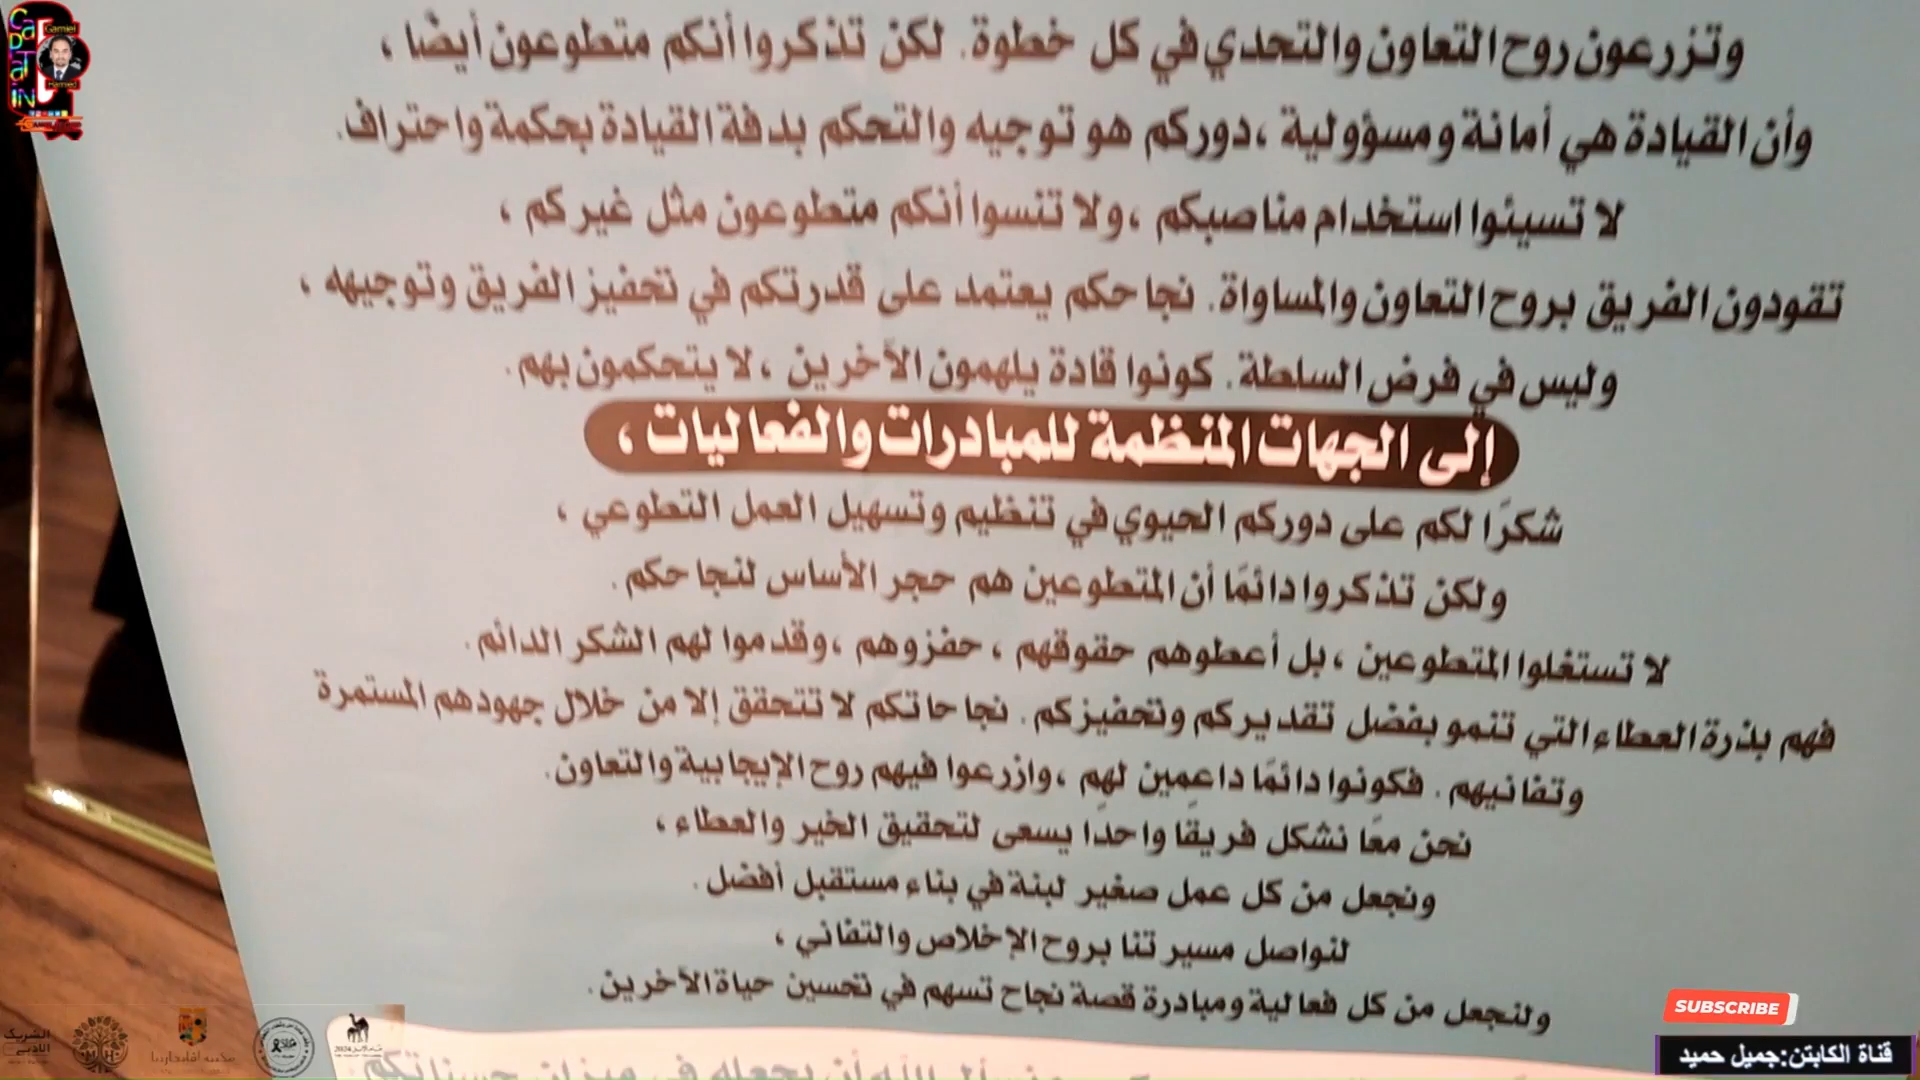 وتزرعون روح التعاون والتحدي في كل خطوة. لكن تذكروا أنكم متطوعون أيضًا ،
وأن القيادة هي أمانة ومسؤولية ،دوركم هو توجيه والتحكم بدفة القيادة بحكمة واحتراف.
لا تسيئوا استخدام مناصبكم ،ولا تنسوا أنكم متطوعون مثل غيركم ،
تقودون الفريق بروح التعاون والمساواة. نجاحكم يعتمد على قدرتكم في تحفيز الفريق وتوجيهه ،
وليس في فرض السلطة. كونوا قادة يلهمون الآخرين ،لا يتحكمون بهم.
إلى الجهات المنظمة للمبادرات والفعاليات ،
شكرًا لكم على دوركم الحيوي في تنظيم وتسهيل العمل التطوعي ،
ولكن تذكروا دائمًا أن المتطوعين هم حجر الأساس لنجاحكم.
لا تستغلوا المتطوعين ،بل أعطوهم حقوقهم ، حفزوهم ،وقدموا لهم الشكر الدائم.
فهم بذرة العطاء التي تنمو بفضل تقديركم وتحفيزكم. نجاحاتكم لا تتحقق إلا من خلال جهودهم المستمرة
وتفانيهم. فكونوا دائمًا داعمين لهم ،وازرعوا فيهم روح الإيجابية والتعاون.
نحن معًا نشكل فريقًا واحدًا يسعى لتحقيق الخير والعطاء ،
ونجعل من كل عمل صغير لبنة في بناء مستقبل أفضل.
لنواصل مسيرتنا بروح الإخلاص والتفاني ،
ولنجعل من كل فعالية ومبادرة قصة نجاح تسهم في تحسين حياة الآخرين.
الله أن يجعله في ميزان حسناتكم
الشريك الأدبي
SUBSCRIBE
قناة الكابتن:جميل حميد